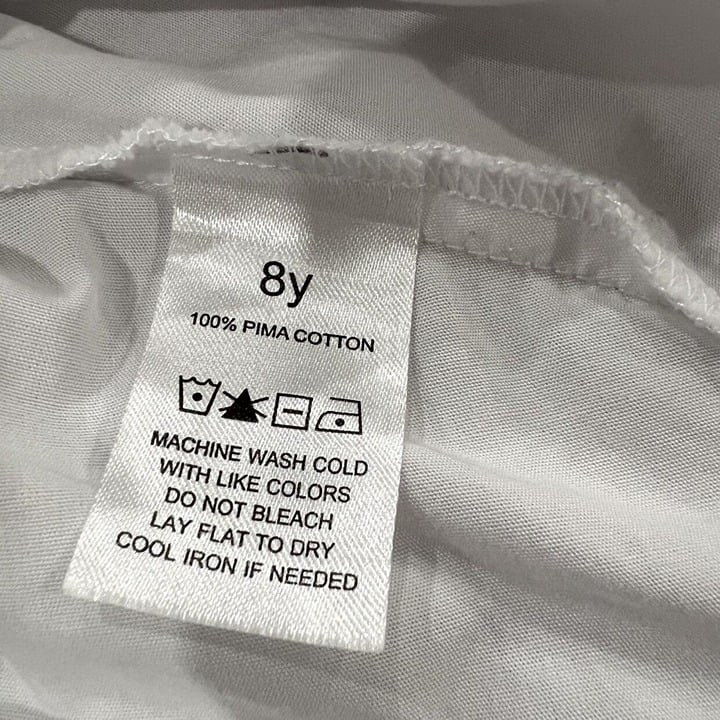 8y
100% PIMA COTTON
MACHINE WASH COLD
WITH LIKE COLORS
DO NOT BLEACH
LAY FLAT TO DRY
COOL IRON IF NEEDED